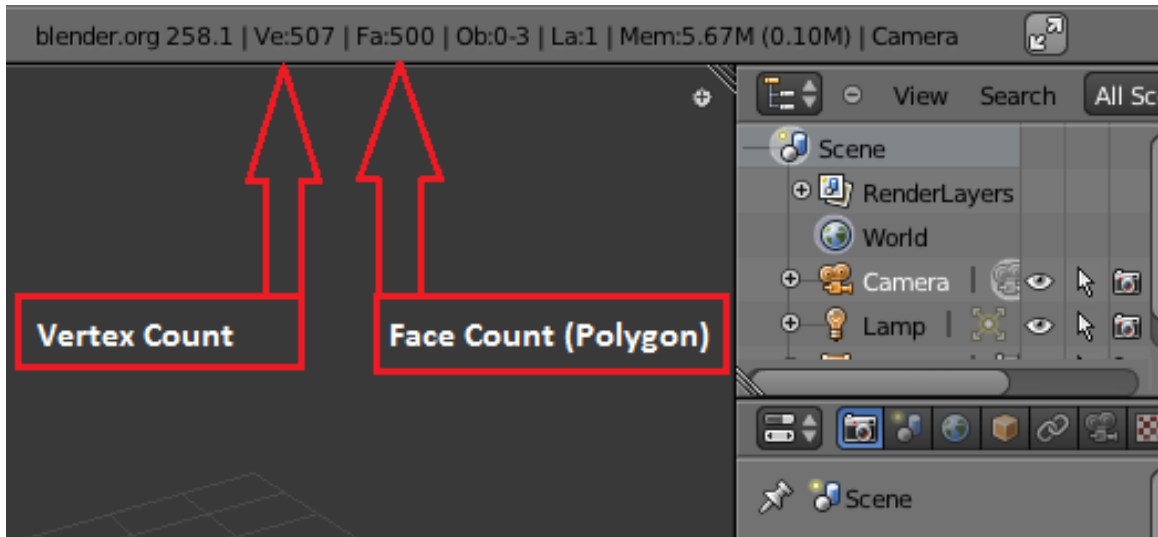 blender.org 258.1 | Ve:507 | Fa:500 | Ob:0-3 | La:1 | Mem:5.67M (0.10M) | Camera
View Search All Sc
Scene
RenderLayers
World
Camera
Lamp
Vertex Count
Face Count (Polygon)
Scene